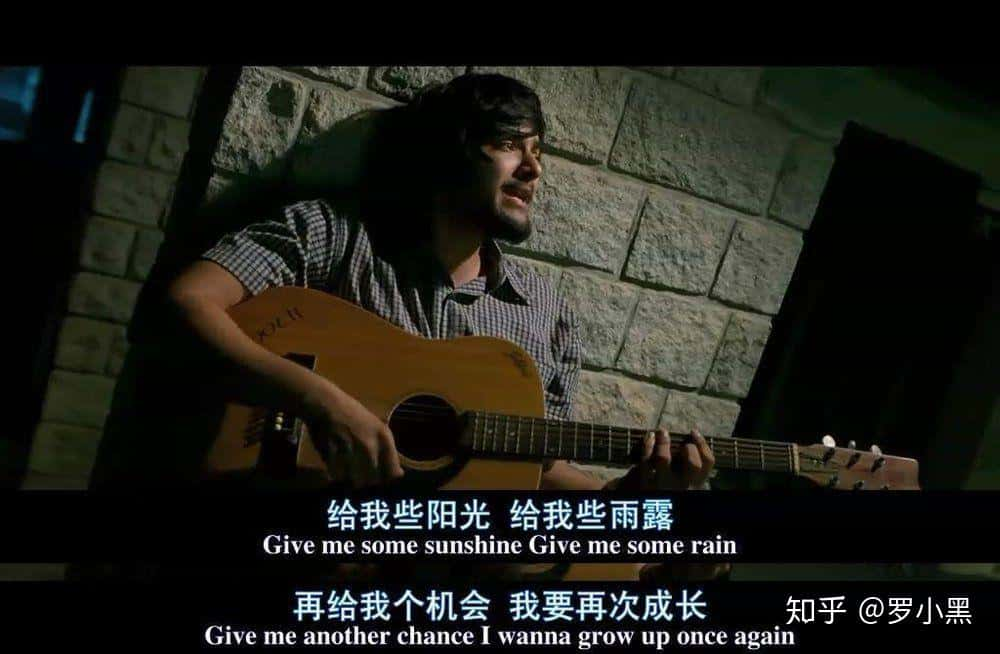 给我些阳光 给我些雨露
Give me some sunshine Give me some rain
再给我个机会 我要再次成长
Give me another chance I wanna grow up once again
知乎 @罗小黑